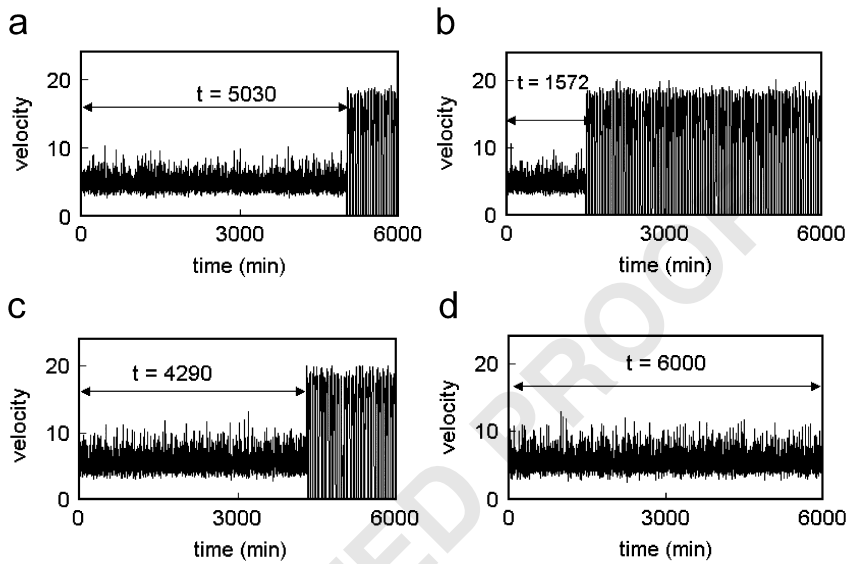 a
t = 5030
velocity
20
10
0
0 3000 6000
time (min)
b
t = 1572
velocity
20
10
0
0 3000 6000
time (min)
c
t = 4290
velocity
20
10
0
0 3000 6000
time (min)
d
t = 6000
velocity
20
10
0
0 3000 6000
time (min)
TED PROOF